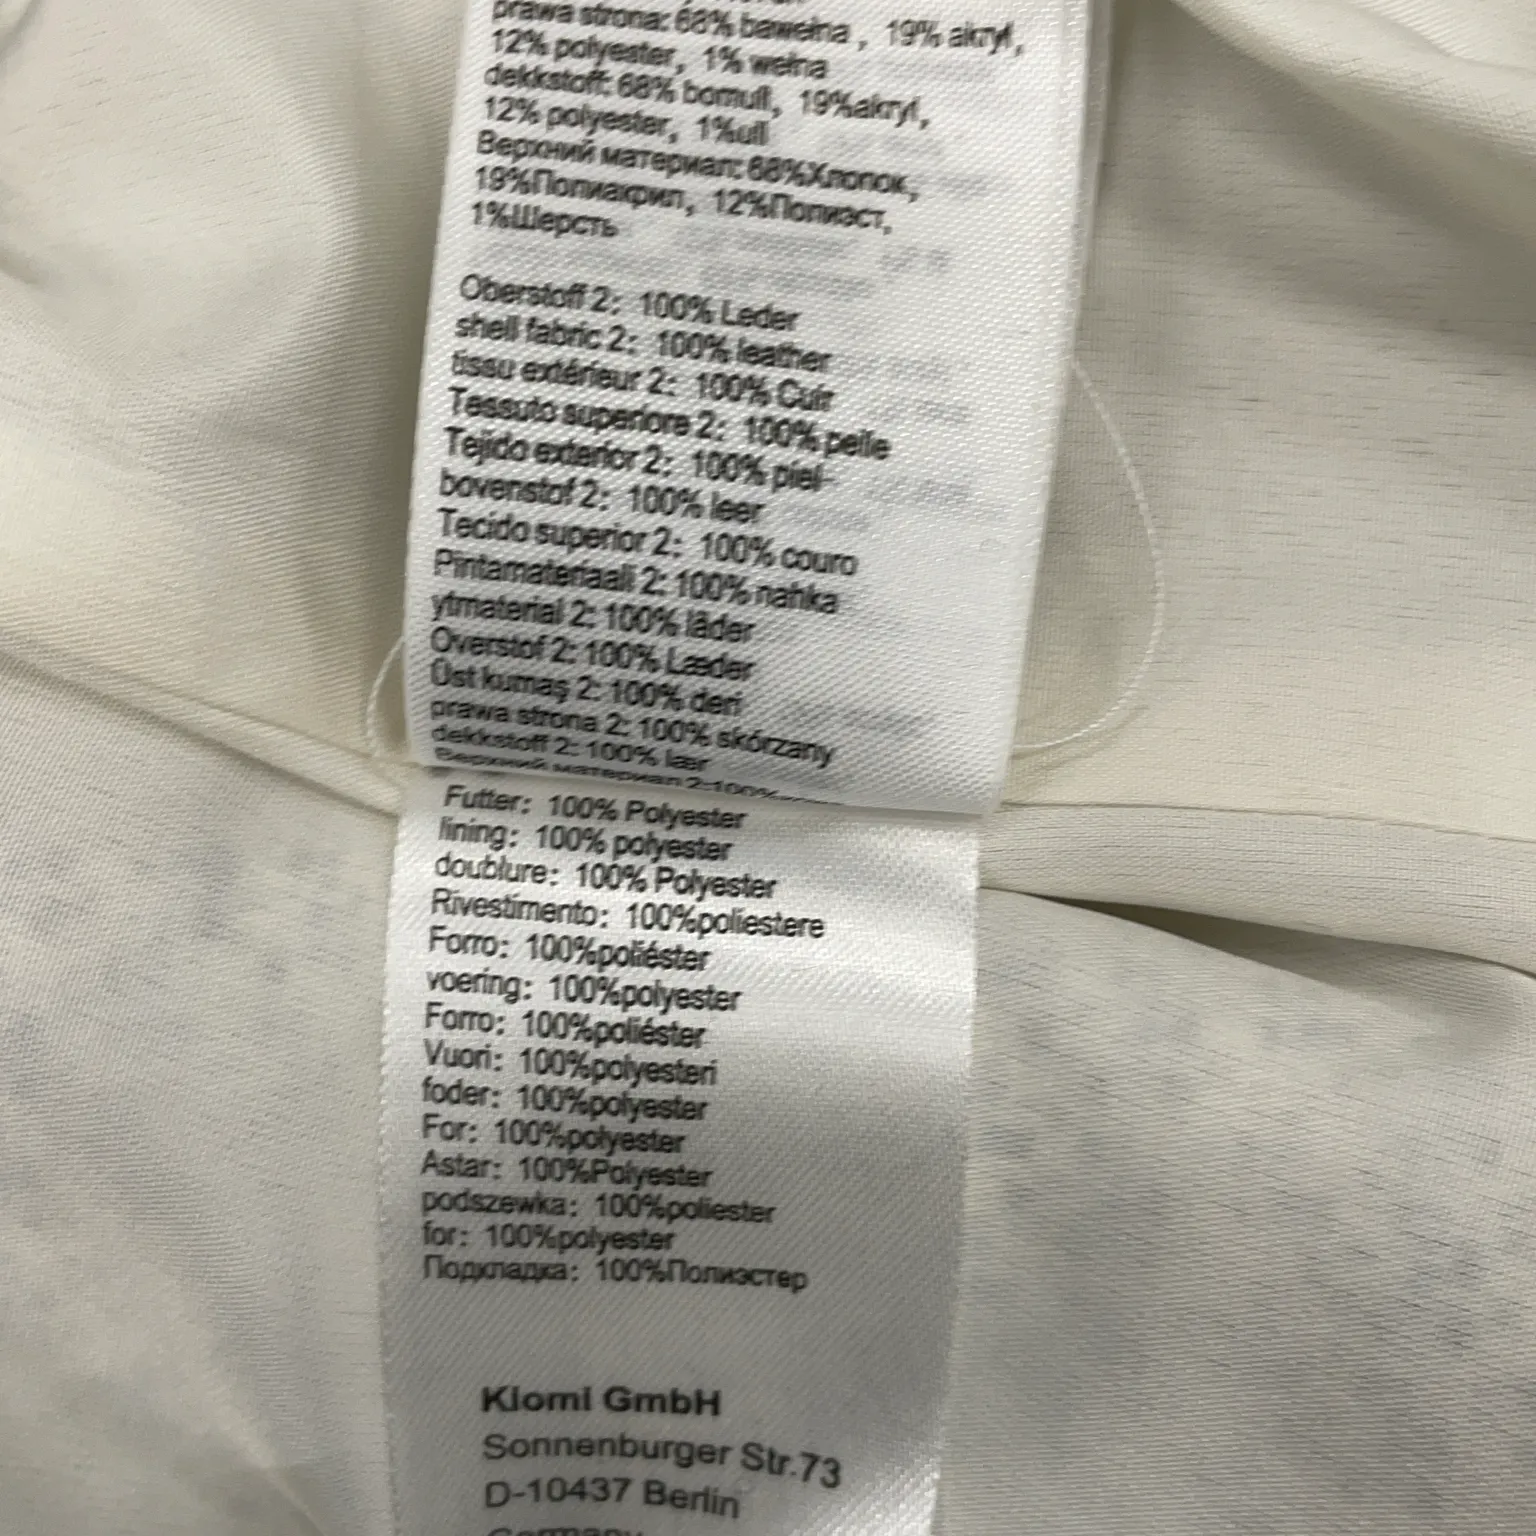 prawa strona: 68% bawełna , 19% akryl,
12% polyester, 1% wełna
dekkstoff: 68% bomull, 19%akryl,
12% polyester, 1%ull
Верхний материал: 68%Хлопок,
19%Полиакрил, 12%Полиэст,
1%Шерсть
Oberstoff 2: 100% Leder
shell fabric 2: 100% leather
tissu extérieur 2: 100% Cuir
Tessuto superiore 2: 100% pelle
Tejido exterior 2: 100% piel
bovenstof 2: 100% leer
Tecido superior 2: 100% couro
Pintamateriaali 2: 100% nahka
ytmaterial 2: 100% läder
Overstof 2: 100% Læder
Üst kumaş 2: 100% deri
prawa strona 2: 100% skórzany
dekkstoff 2: 100% lær
Верхний материал 2:100%
Futter: 100% Polyester
lining: 100% polyester
doublure: 100% Polyester
Rivestimento: 100%poliestere
Forro: 100%poliéster
voering: 100%polyester
Forro: 100%poliéster
Vuori: 100%polyesteri
foder: 100%polyester
For: 100%polyester
Astar: 100%Polyester
podszewka: 100%poliester
for: 100%polyester
Подкладка: 100%Полиэстер
Kiomi GmbH
Sonnenburger Str.73
D-10437 Berlin
Germany